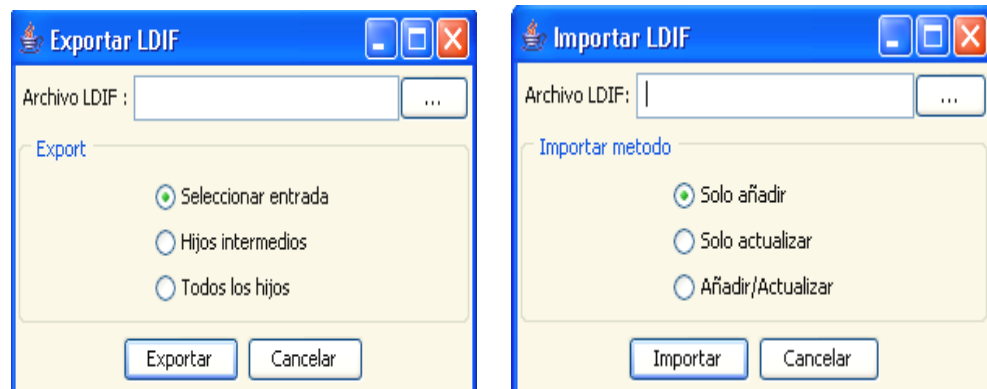 Exportar LDIF
Archivo LDIF :
...
Export
Seleccionar entrada
Hijos intermedios
Todos los hijos
Exportar
Cancelar
Importar LDIF
Archivo LDIF:
...
Importar metodo
Solo añadir
Solo actualizar
Añadir/Actualizar
Importar
Cancelar